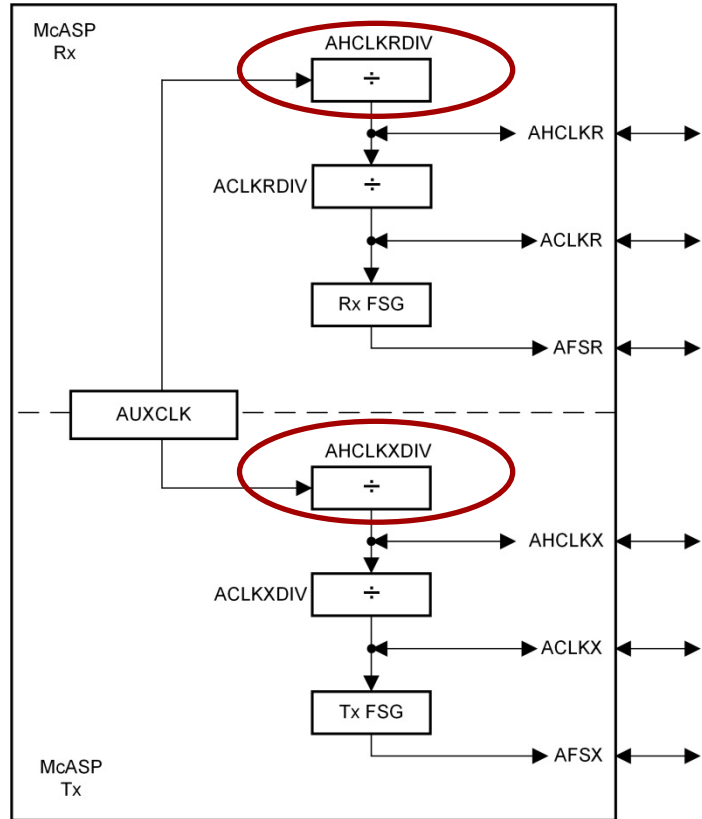 McASP
Rx
AHCLKRDIV
÷
AHCLKR
ACLKRDIV
÷
ACLKR
Rx FSG
AFSR
AUXCLK
AHCLKXDIV
÷
AHCLKX
ACLKXDIV
÷
ACLKX
Tx FSG
AFSX
McASP
Tx